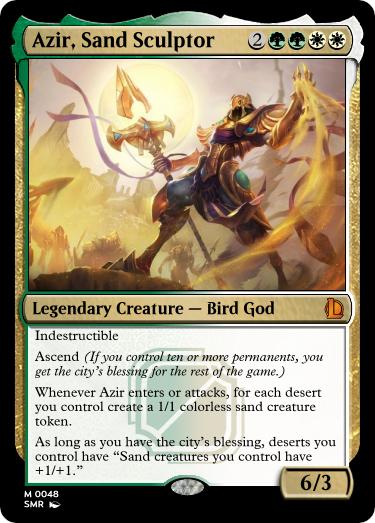 Azir, Sand Sculptor 2
Legendary Creature — Bird God
Indestructible
Ascend (If you control ten or more permanents, you
get the city's blessing for the rest of the game.)
Whenever Azir enters or attacks, for each desert
you control create a 1/1 colorless sand creature
token.
As long as you have the city's blessing, deserts you
control have “Sand creatures you control have
+1/+1.”
6/3
M 0048
SMR